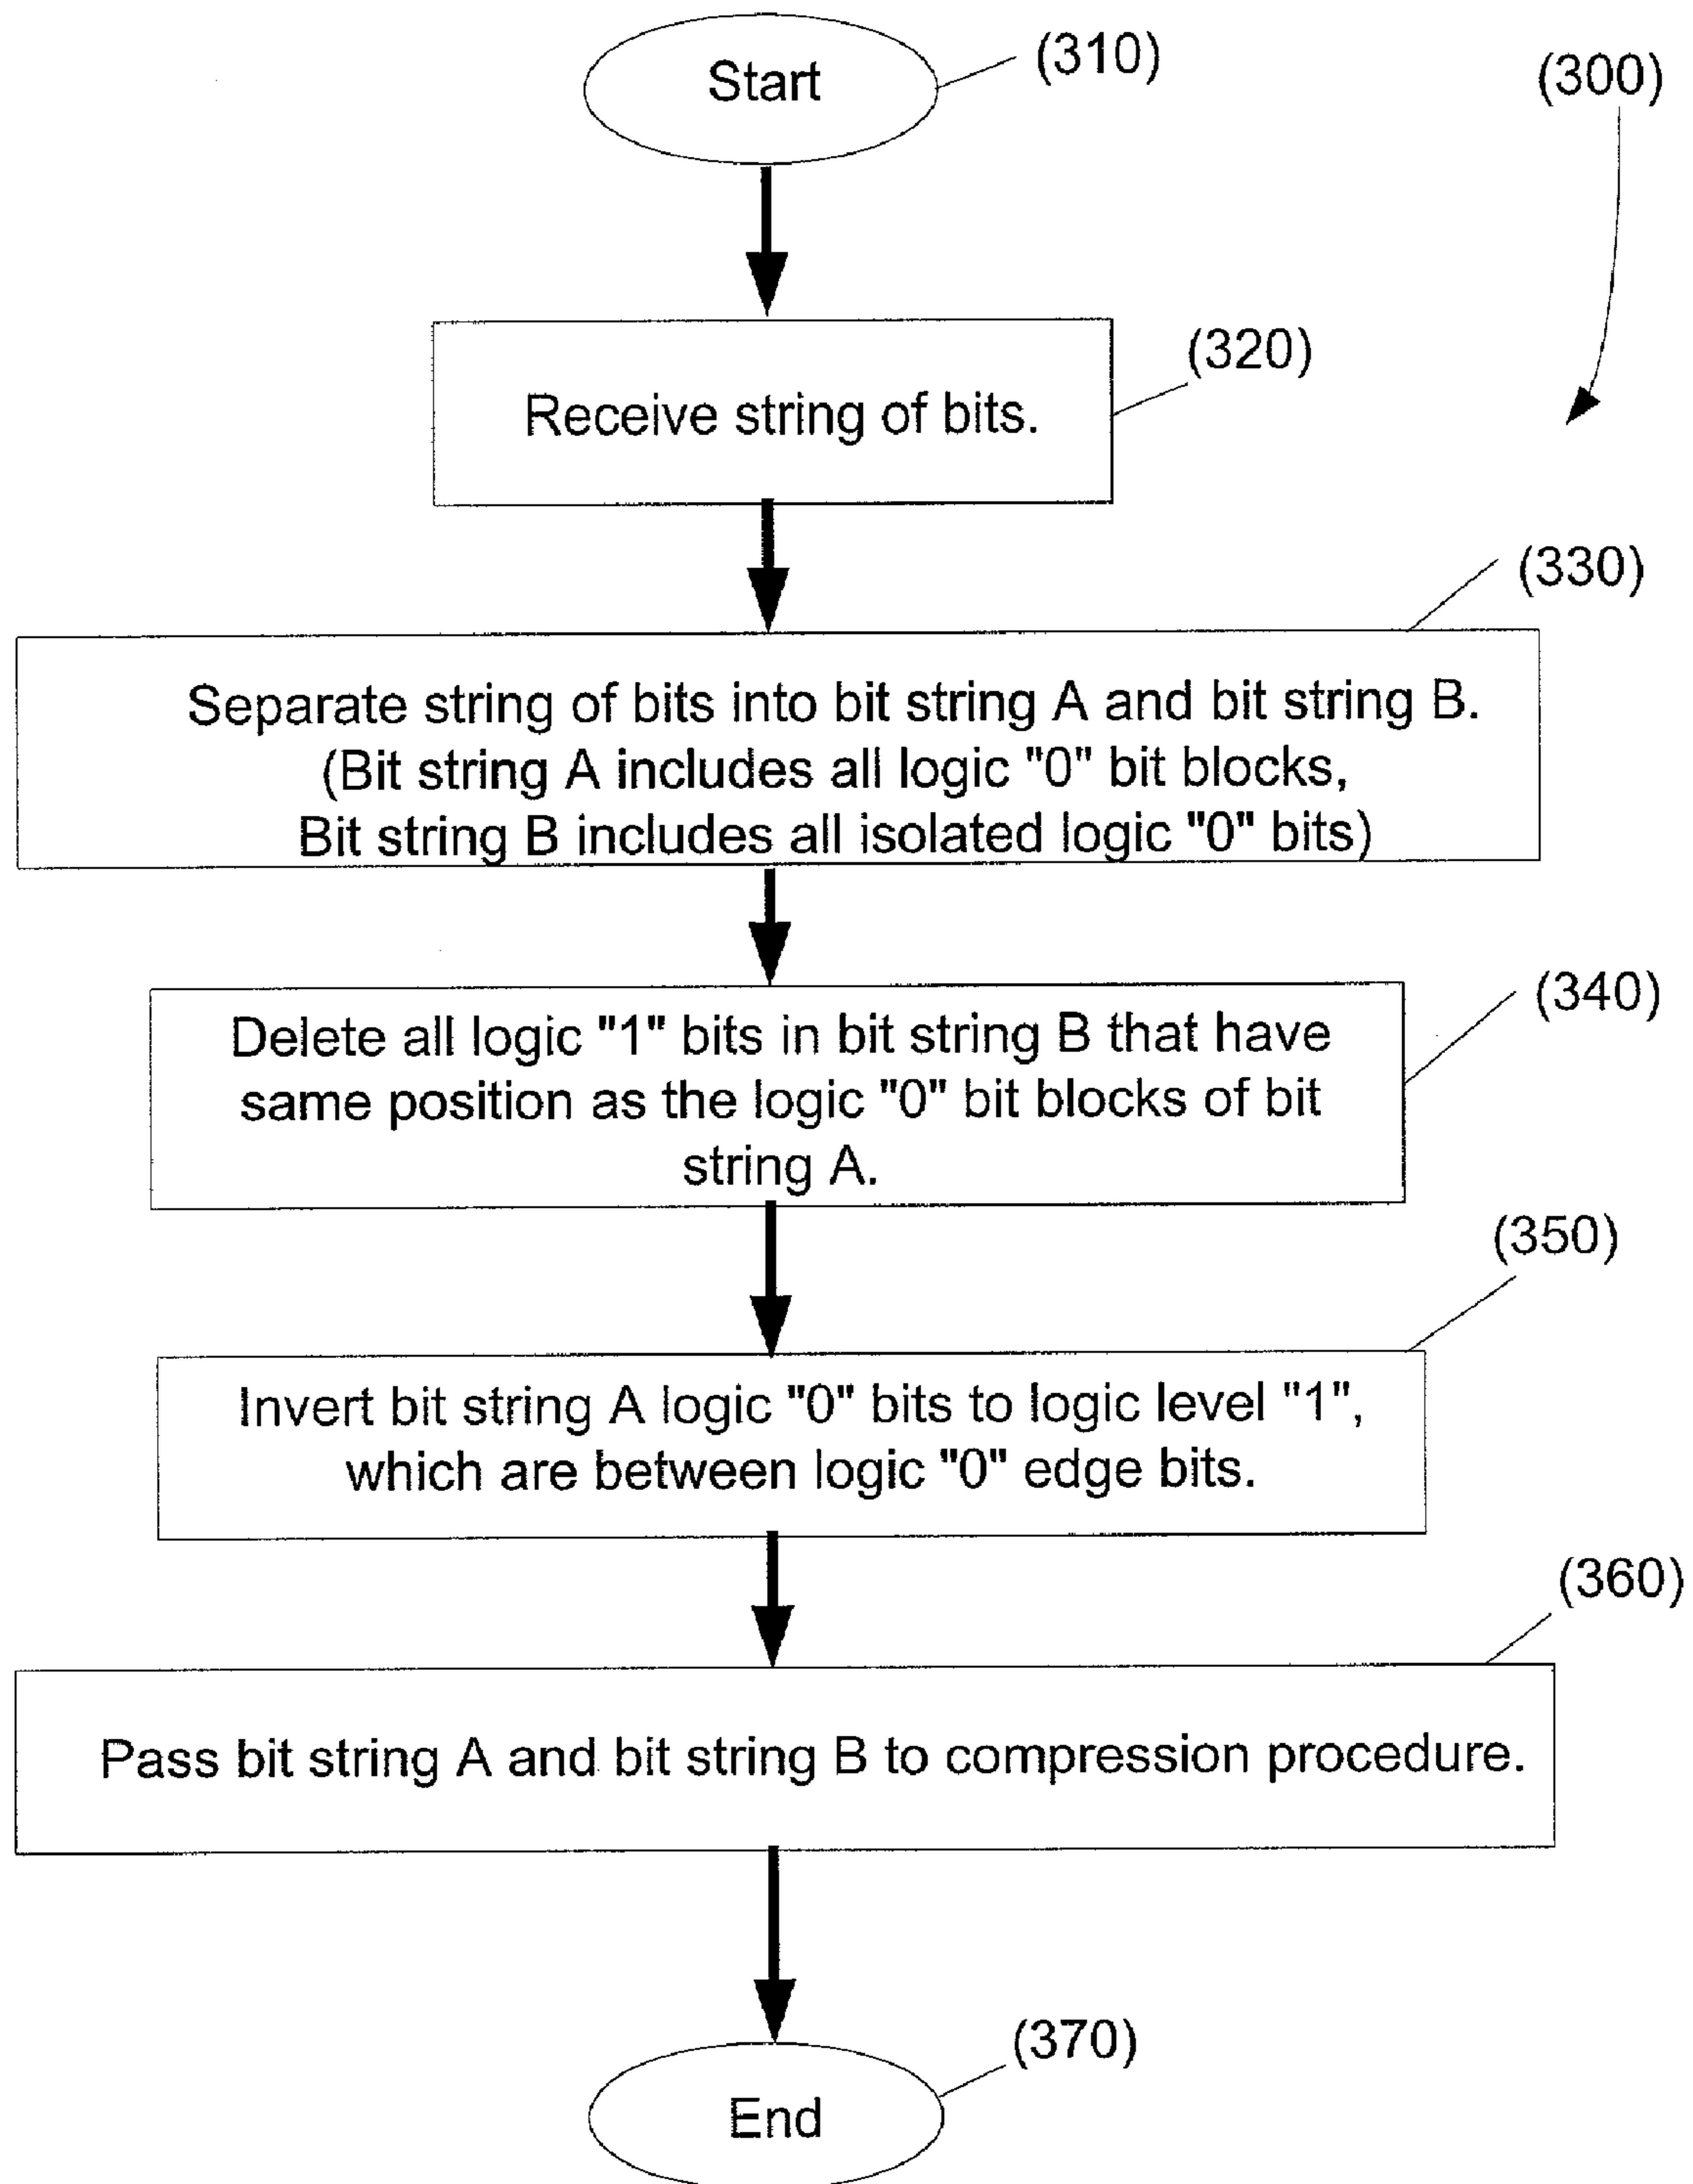 Start
(310)
(300)
Receive string of bits.
(320)
(330)
Separate string of bits into bit string A and bit string B.
(Bit string A includes all logic "0" bit blocks,
Bit string B includes all isolated logic "0" bits)
(340)
Delete all logic "1" bits in bit string B that have
same position as the logic "0" bit blocks of bit
string A.
(350)
Invert bit string A logic "0" bits to logic level "1",
which are between logic "0" edge bits.
(360)
Pass bit string A and bit string B to compression procedure.
(370)
End